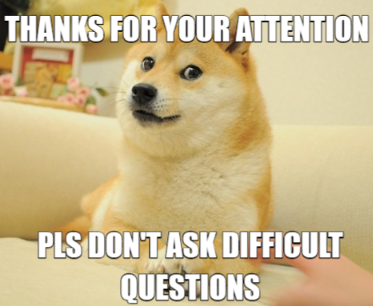 THANKS FOR YOUR ATTENTION
PLS DON'T ASK DIFFICULT
QUESTIONS